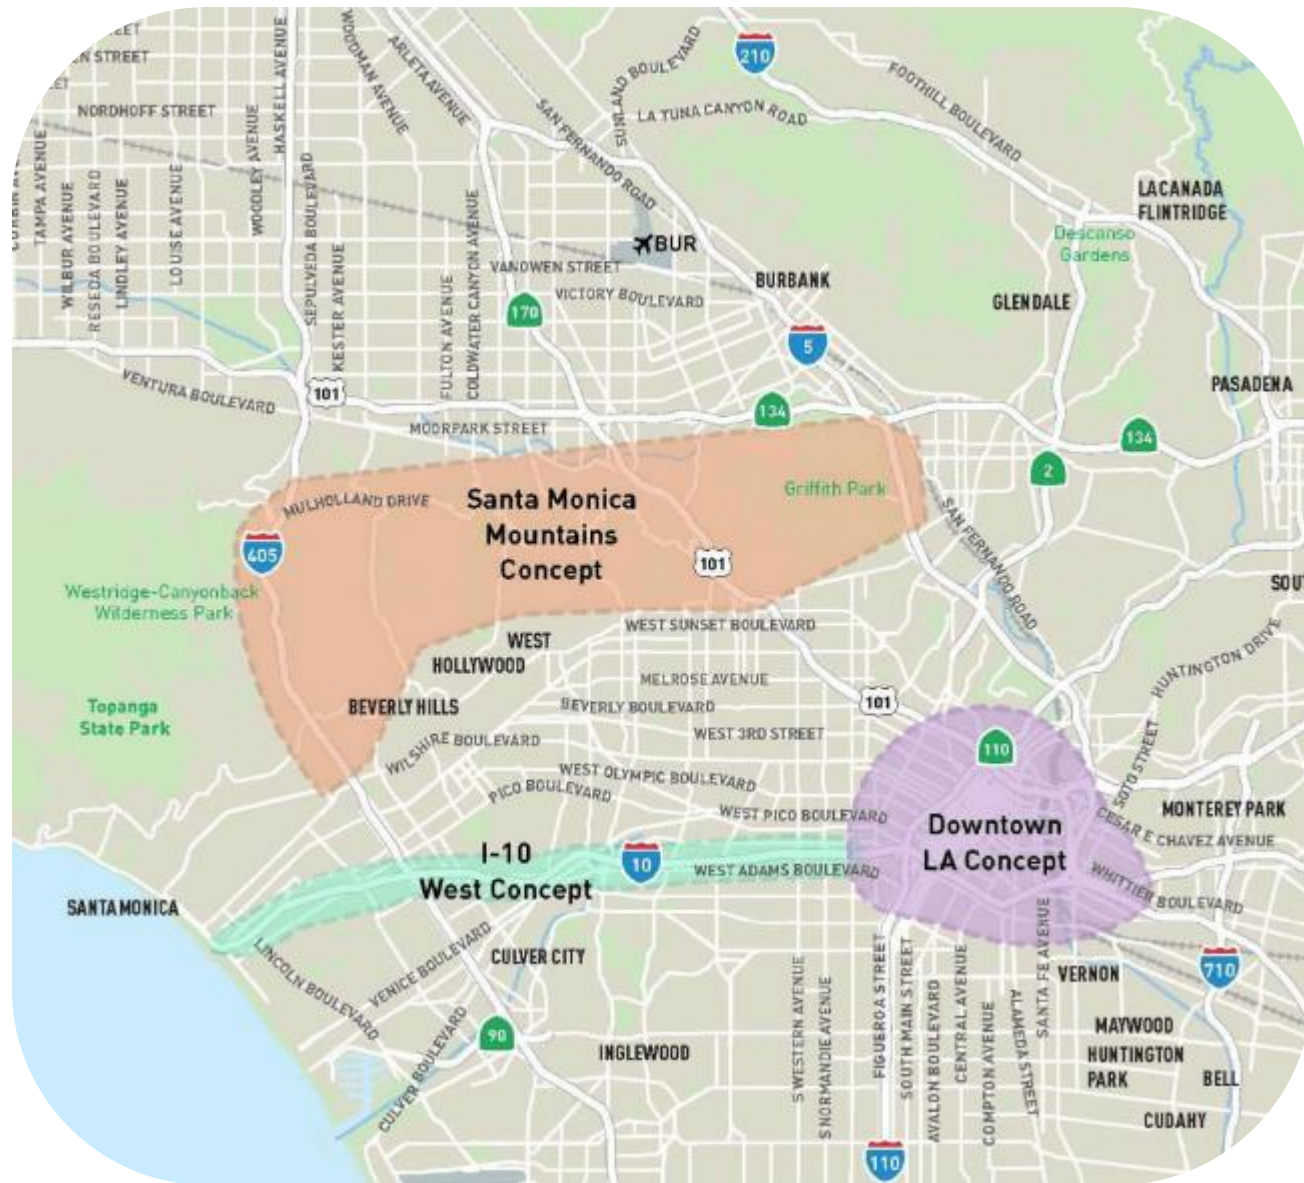 EN STREET
NORDHOFF STREET
TAMPA AVENUE
WILBUR AVENUE
RESEDA BOULEVARD
LINDLEY AVENUE
LOUISE AVENUE
WOODLEY AVENUE
HASKELL AVENUE
SEPULVEDA BOULEVARD
KESTER AVENUE
WOODMAN AVENUE
ARLETA AVENUE
FULTON AVENUE
COLDWATER CANYON AVENUE
SAN FERNANDO ROAD
SUNLAND BOULEVARD
LA TUNA CANYON ROAD
210
FOOTHILL BOULEVARD
LACANADA
FLINTRIDGE
Descanso
Gardens
BUR
VANOWEN STREET
VICTORY BOULEVARD
170
BURBANK
GLENDALE
5
PASADENA
VENTURA BOULEVARD
101
MOORPARK STREET
134
134
2
MULHOLLAND DRIVE
Santa Monica
Mountains
Concept
Griffith Park
SAN FERNANDO ROAD
405
101
Westridge-Canyonback
Wilderness Park
SOU
WEST SUNSET BOULEVARD
HUNTINGTON DRIVE
WEST
HOLLYWOOD
MELROSE AVENUE
BEVERLY HILLS
BEVERLY BOULEVARD
101
Topanga
State Park
WILSHIRE BOULEVARD
WEST 3RD STREET
110
SOTO STREET
WEST OLYMPIC BOULEVARD
PICO BOULEVARD
WEST PICO BOULEVARD
Downtown
LA Concept
MONTEREY PARK
CESAR E CHAVEZ AVENUE
I-10
West Concept
10
WEST ADAMS BOULEVARD
WHITTIER BOULEVARD
SANTA MONICA
LINCOLN BOULEVARD
VENICE BOULEVARD
CULVER CITY
CULVER BOULEVARD
90
INGLEWOOD
S WESTERN AVENUE
S NORMANDIE AVENUE
FIGUEROA STREET
SOUTH MAIN STREET
AVALON BOULEVARD
CENTRAL AVENUE
COMPTON AVENUE
ALAMEDA STREET
SANTA FE AVENUE
VERNON
710
MAYWOOD
HUNTINGTON
PARK
BELL
CUDAHY
110